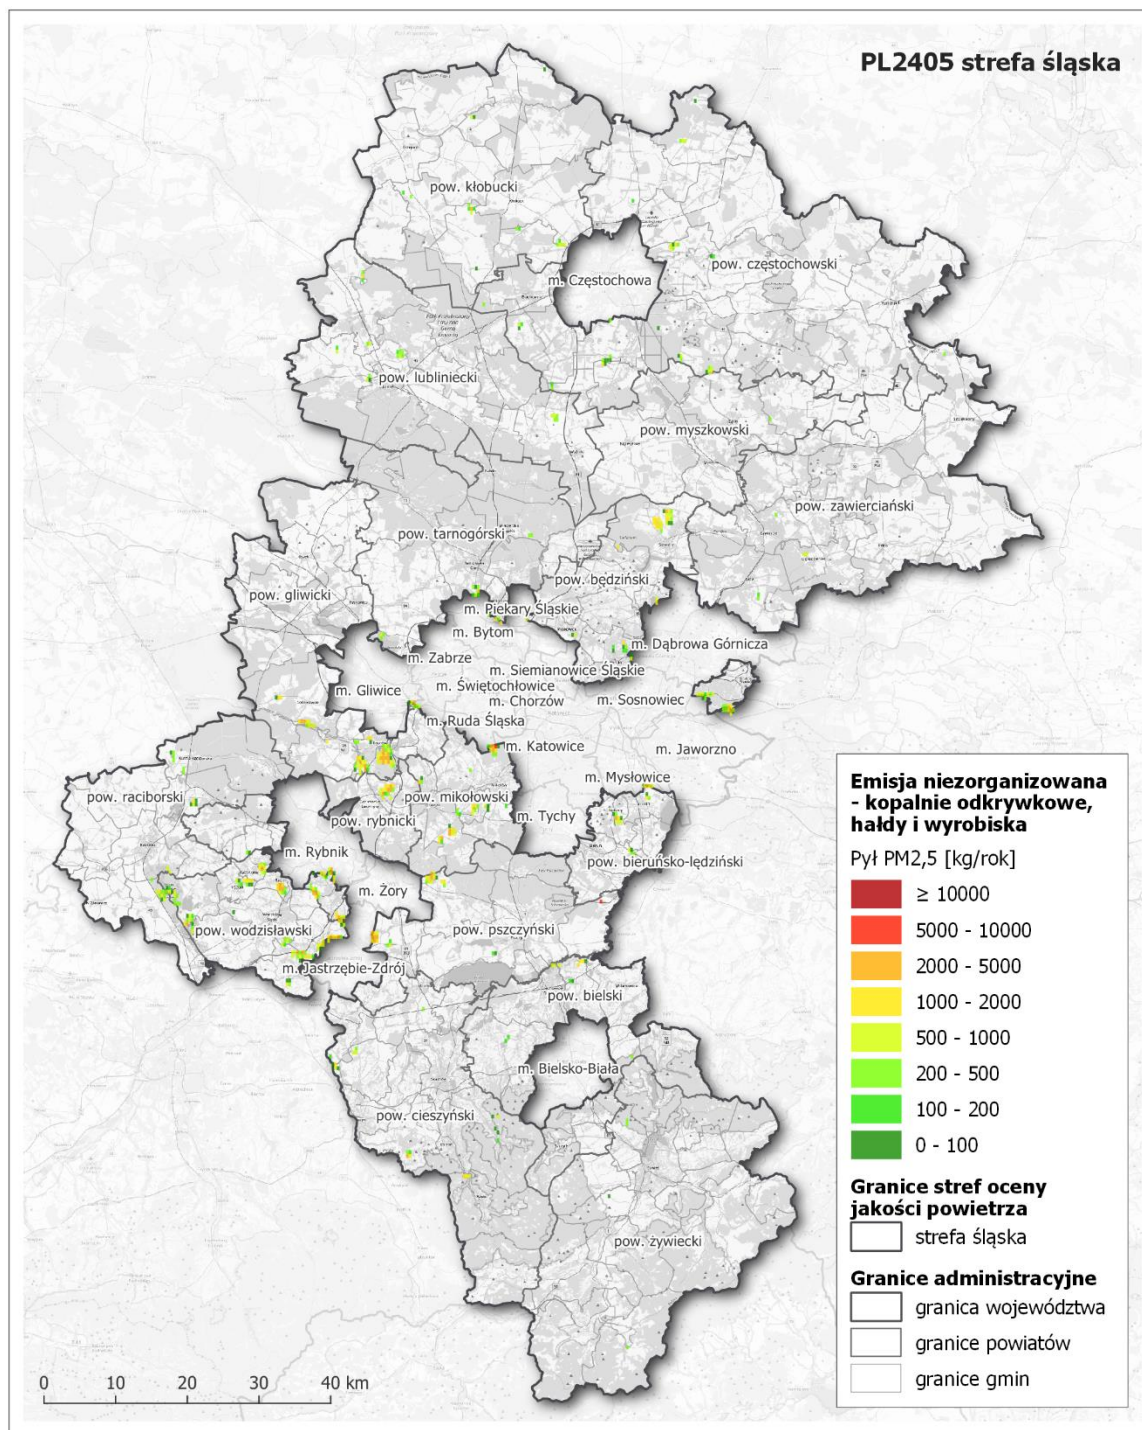 PL2405 strefa śląska
pow. kłobucki
pow. częstochowski
m. Częstochowa
pow. lubliniecki
pow. myszkowski
pow. zawierciański
pow. tarnogórski
pow. będziński
pow. gliwicki
m. Piekary Śląskie
m. Bytom
m. Dąbrowa Górnicza
m. Zabrze
m. Siemianowice Śląskie
m. Gliwice
m. Świętochłowice
m. Chorzów
m. Sosnowiec
m. Ruda Śląska
m. Katowice
m. Jaworzno
m. Mysłowice
pow. raciborski
pow. mikołowski
m. Tychy
pow. rybnicki
m. Rybnik
pow. bieruńsko-lędziński
m. Żory
pow. wodzisławski
pow. pszczyński
m. Jastrzębie-Zdrój
pow. bielski
m. Bielsko-Biała
pow. cieszyński
pow. żywiecki
Emisja niezorganizowana
- kopalnie odkrywkowe,
hałdy i wyrobiska
Pył PM2,5 [kg/rok]
≥ 10000
5000 - 10000
2000 - 5000
1000 - 2000
500 - 1000
200 - 500
100 - 200
0 - 100
Granice stref oceny
jakości powietrza
strefa śląska
Granice administracyjne
granica województwa
granice powiatów
granice gmin
0 10 20 30 40 km